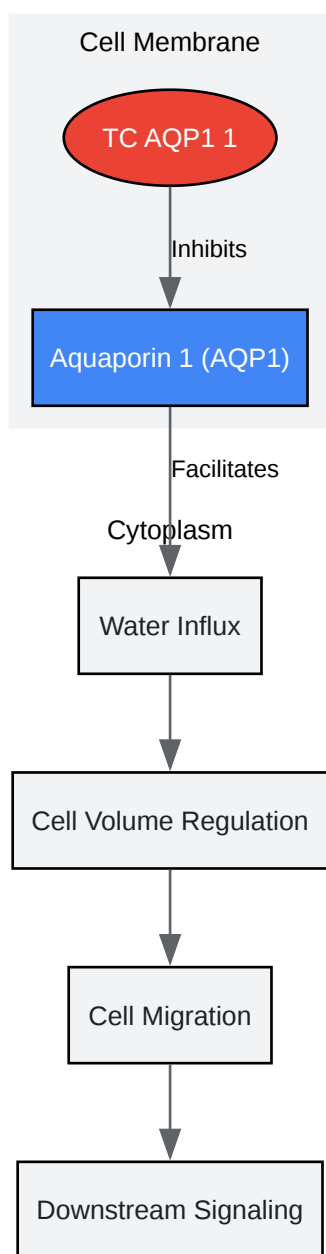 Cell Membrane
TC AQP1 1
Inhibits
Aquaporin 1 (AQP1)
Facilitates
Cytoplasm
Water Influx
Cell Volume Regulation
Cell Migration
Downstream Signaling